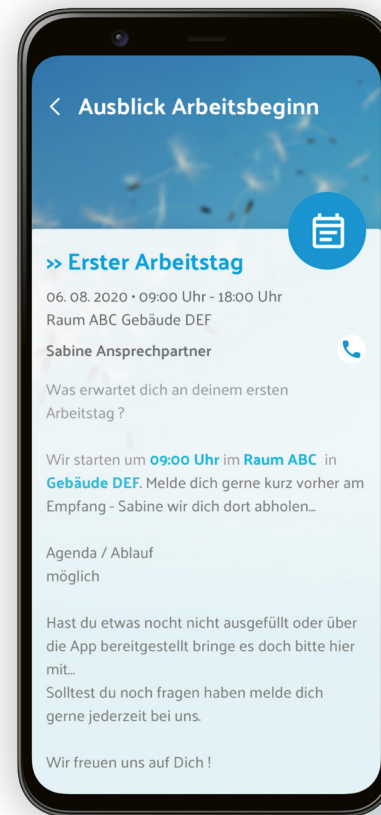 Ausblick Arbeitsbeginn
>> Erster Arbeitstag
06. 08. 2020 • 09:00 Uhr - 18:00 Uhr
Raum ABC Gebäude DEF
Sabine Ansprechpartner
Was erwartet dich an deinem ersten
Arbeitstag ?
Wir starten um 09:00 Uhr im Raum ABC in
Gebäude DEF. Melde dich gerne kurz vorher am
Empfang - Sabine wir dich dort abholen...
Agenda / Ablauf
möglich
Hast du etwas nocht nicht ausgefüllt oder über
die App bereitgestellt bringe es doch bitte hier
mit...
Solltest du noch fragen haben melde dich
gerne jederzeit bei uns.
Wir freuen uns auf Dich !